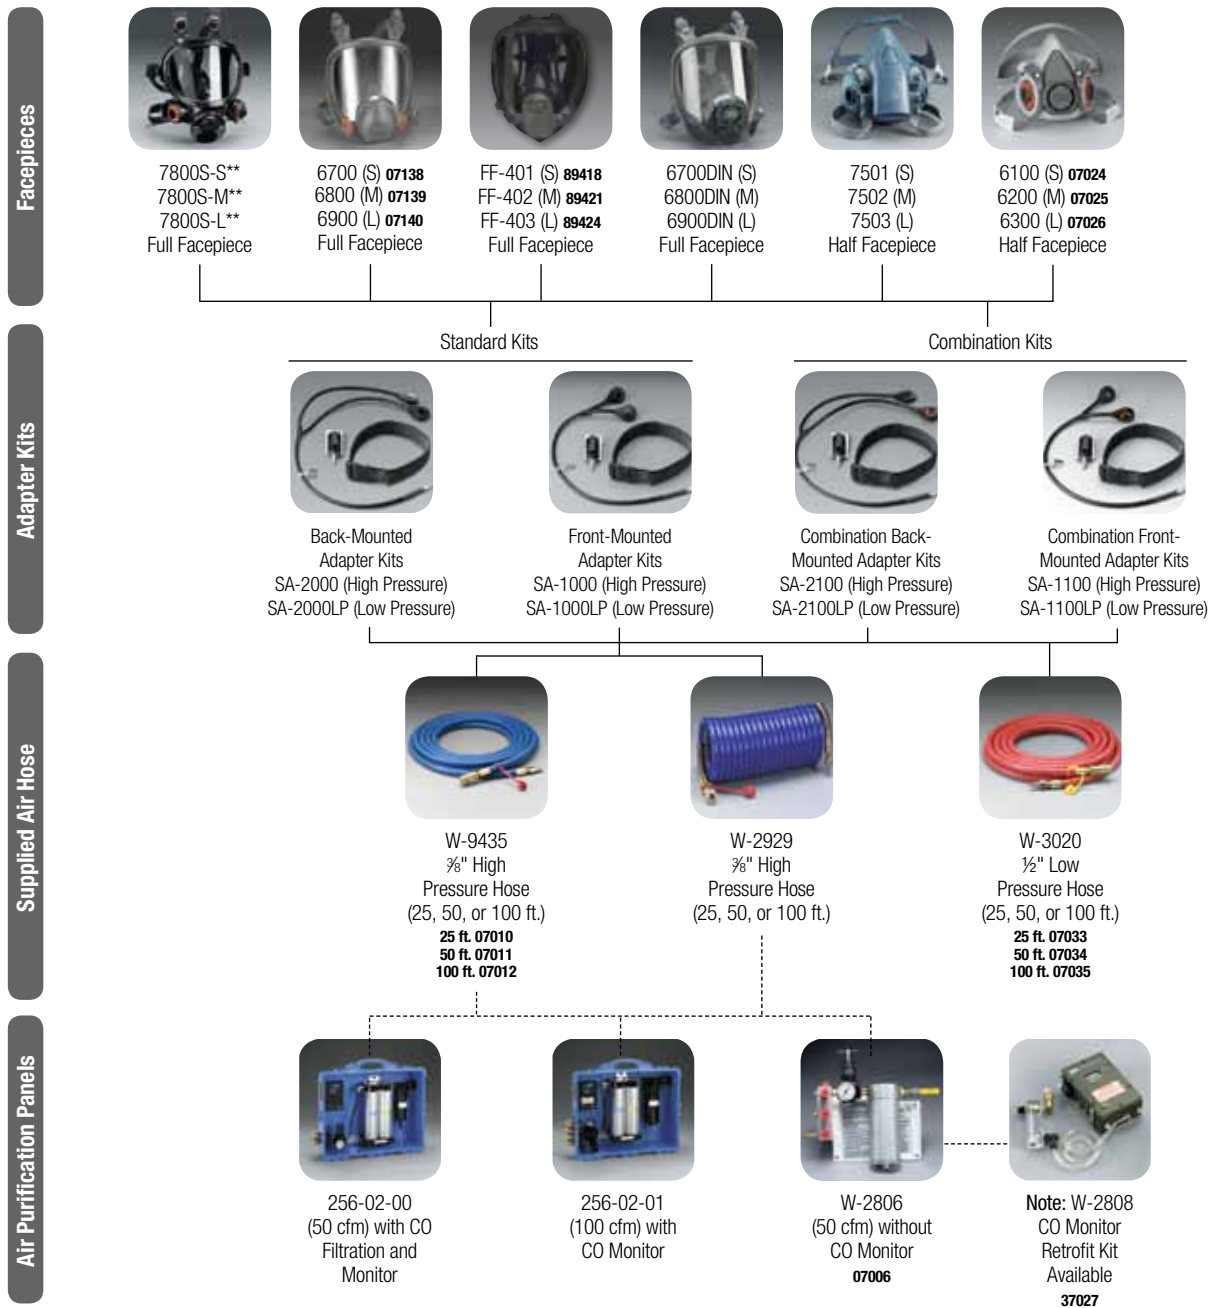 Facepieces
7800S-S**
7800S-M**
7800S-L**
Full Facepiece
6700 (S) 07138
6800 (M) 07139
6900 (L) 07140
Full Facepiece
FF-401 (S) 89418
FF-402 (M) 89421
FF-403 (L) 89424
Full Facepiece
6700DIN (S)
6800DIN (M)
6900DIN (L)
Full Facepiece
7501 (S)
7502 (M)
7503 (L)
Half Facepiece
6100 (S) 07024
6200 (M) 07025
6300 (L) 07026
Half Facepiece
Adapter Kits
Standard Kits
Combination Kits
Back-Mounted
Adapter Kits
SA-2000 (High Pressure)
SA-2000LP (Low Pressure)
Front-Mounted
Adapter Kits
SA-1000 (High Pressure)
SA-1000LP (Low Pressure)
Combination Back-
Mounted Adapter Kits
SA-2100 (High Pressure)
SA-2100LP (Low Pressure)
Combination Front-
Mounted Adapter Kits
SA-1100 (High Pressure)
SA-1100LP (Low Pressure)
Supplied Air Hose
W-9435
⅜" High
Pressure Hose
(25, 50, or 100 ft.)
25 ft. 07010
50 ft. 07011
100 ft. 07012
W-2929
⅜" High
Pressure Hose
(25, 50, or 100 ft.)
W-3020
½" Low
Pressure Hose
(25, 50, or 100 ft.)
25 ft. 07033
50 ft. 07034
100 ft. 07035
Air Purification Panels
256-02-00
(50 cfm) with CO
Filtration and
Monitor
256-02-01
(100 cfm) with
CO Monitor
W-2806
(50 cfm) without
CO Monitor
07006
Note: W-2808
CO Monitor
Retrofit Kit
Available
37027